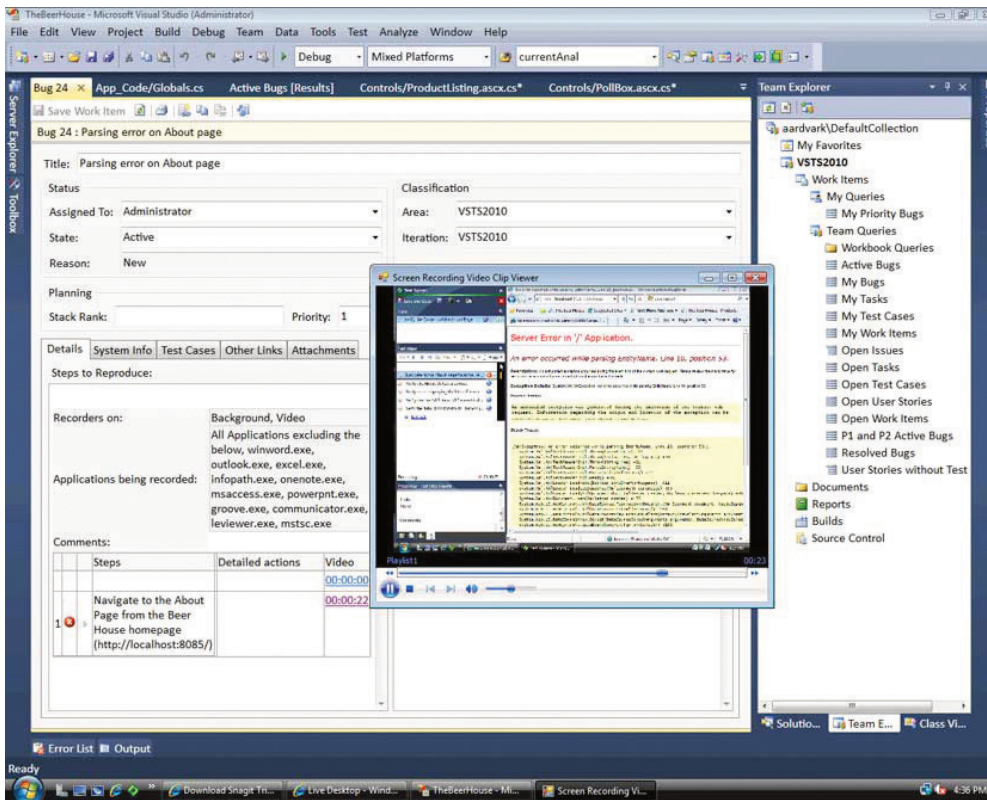 TheBeerHouse - Microsoft Visual Studio (Administrator)
File Edit View Project Build Debug Team Data Tools Test Analyze Window Help
Debug Mixed Platforms currentAnal
Server Explorer
Toolbox
Bug 24 App_Code/Globals.cs Active Bugs [Results] Controls/ProductListing.ascx.cs* Controls/PollBox.ascx.cs*
Save Work Item
Bug 24 : Parsing error on About page
Title: Parsing error on About page
Status
Assigned To: Administrator
State: Active
Reason: New
Classification
Area: VSTS2010
Iteration: VSTS2010
Planning
Stack Rank: Priority: 1
Details System Info Test Cases Other Links Attachments
Steps to Reproduce:
Recorders on: Background, Video
Applications being recorded: All Applications excluding the
below, winword.exe,
outlook.exe, excel.exe,
infopath.exe, onenote.exe,
msaccess.exe, powerpnt.exe,
groove.exe, communicator.exe,
leviewer.exe, mstsc.exe
Comments:
Steps Detailed actions Video
00:00:00
1 Navigate to the About
Page from the Beer
House homepage
(http://localhost:8085/)
00:00:22
Screen Recording Video Clip Viewer
Server Error in '/' Application.
An error occurred while parsing EntityName. Line 10, position 53.
Playlist1 00:23
Team Explorer
aardvark\DefaultCollection
My Favorites
VSTS2010
Work Items
My Queries
My Priority Bugs
Team Queries
Workbook Queries
Active Bugs
My Bugs
My Tasks
My Test Cases
My Work Items
Open Issues
Open Tasks
Open Test Cases
Open User Stories
Open Work Items
P1 and P2 Active Bugs
Resolved Bugs
User Stories without Test
Documents
Reports
Builds
Source Control
Solutio... Team E... Class Vi...
Error List Output
Ready
Download Snagit Tri... Live Desktop - Wind... TheBeerHouse - Mi... Screen Recording Vi... 4:36 PM